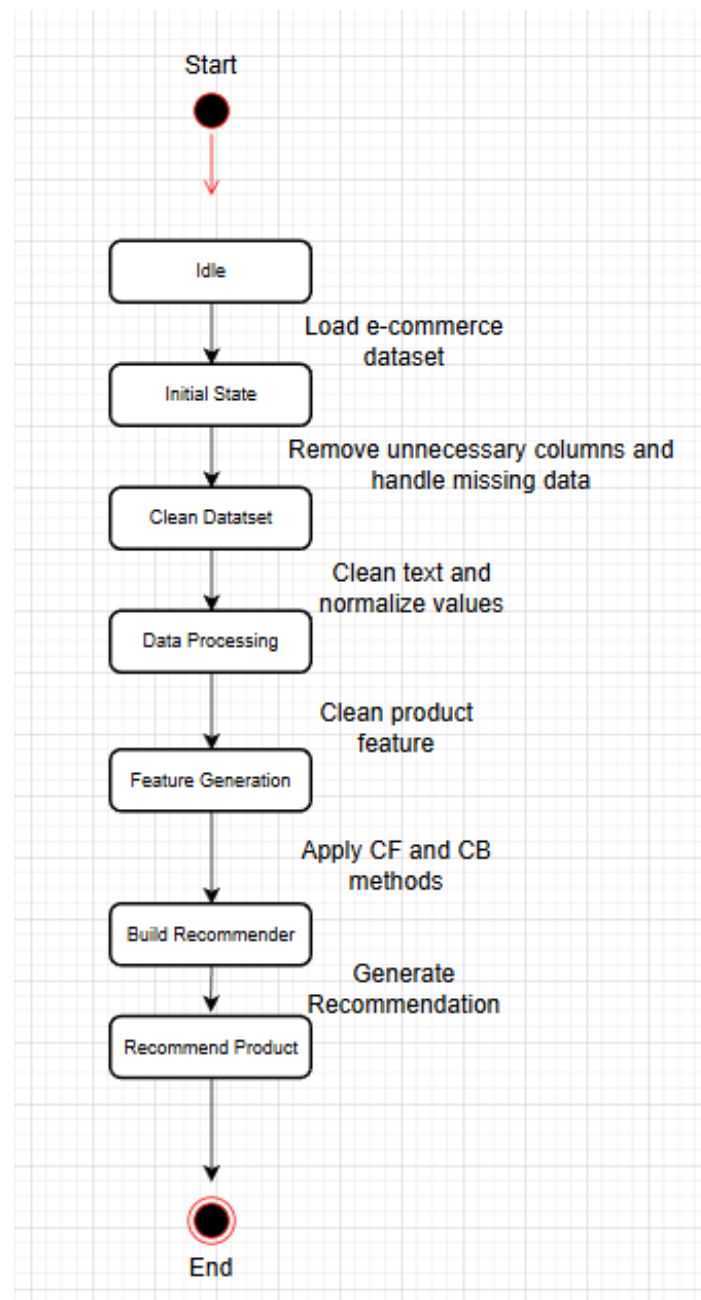 Start
Idle
Load e-commerce
dataset
Initial State
Remove unnecessary columns and
handle missing data
Clean Datatset
Clean text and
normalize values
Data Processing
Clean product
feature
Feature Generation
Apply CF and CB
methods
Build Recommender
Generate
Recommendation
Recommend Product
End